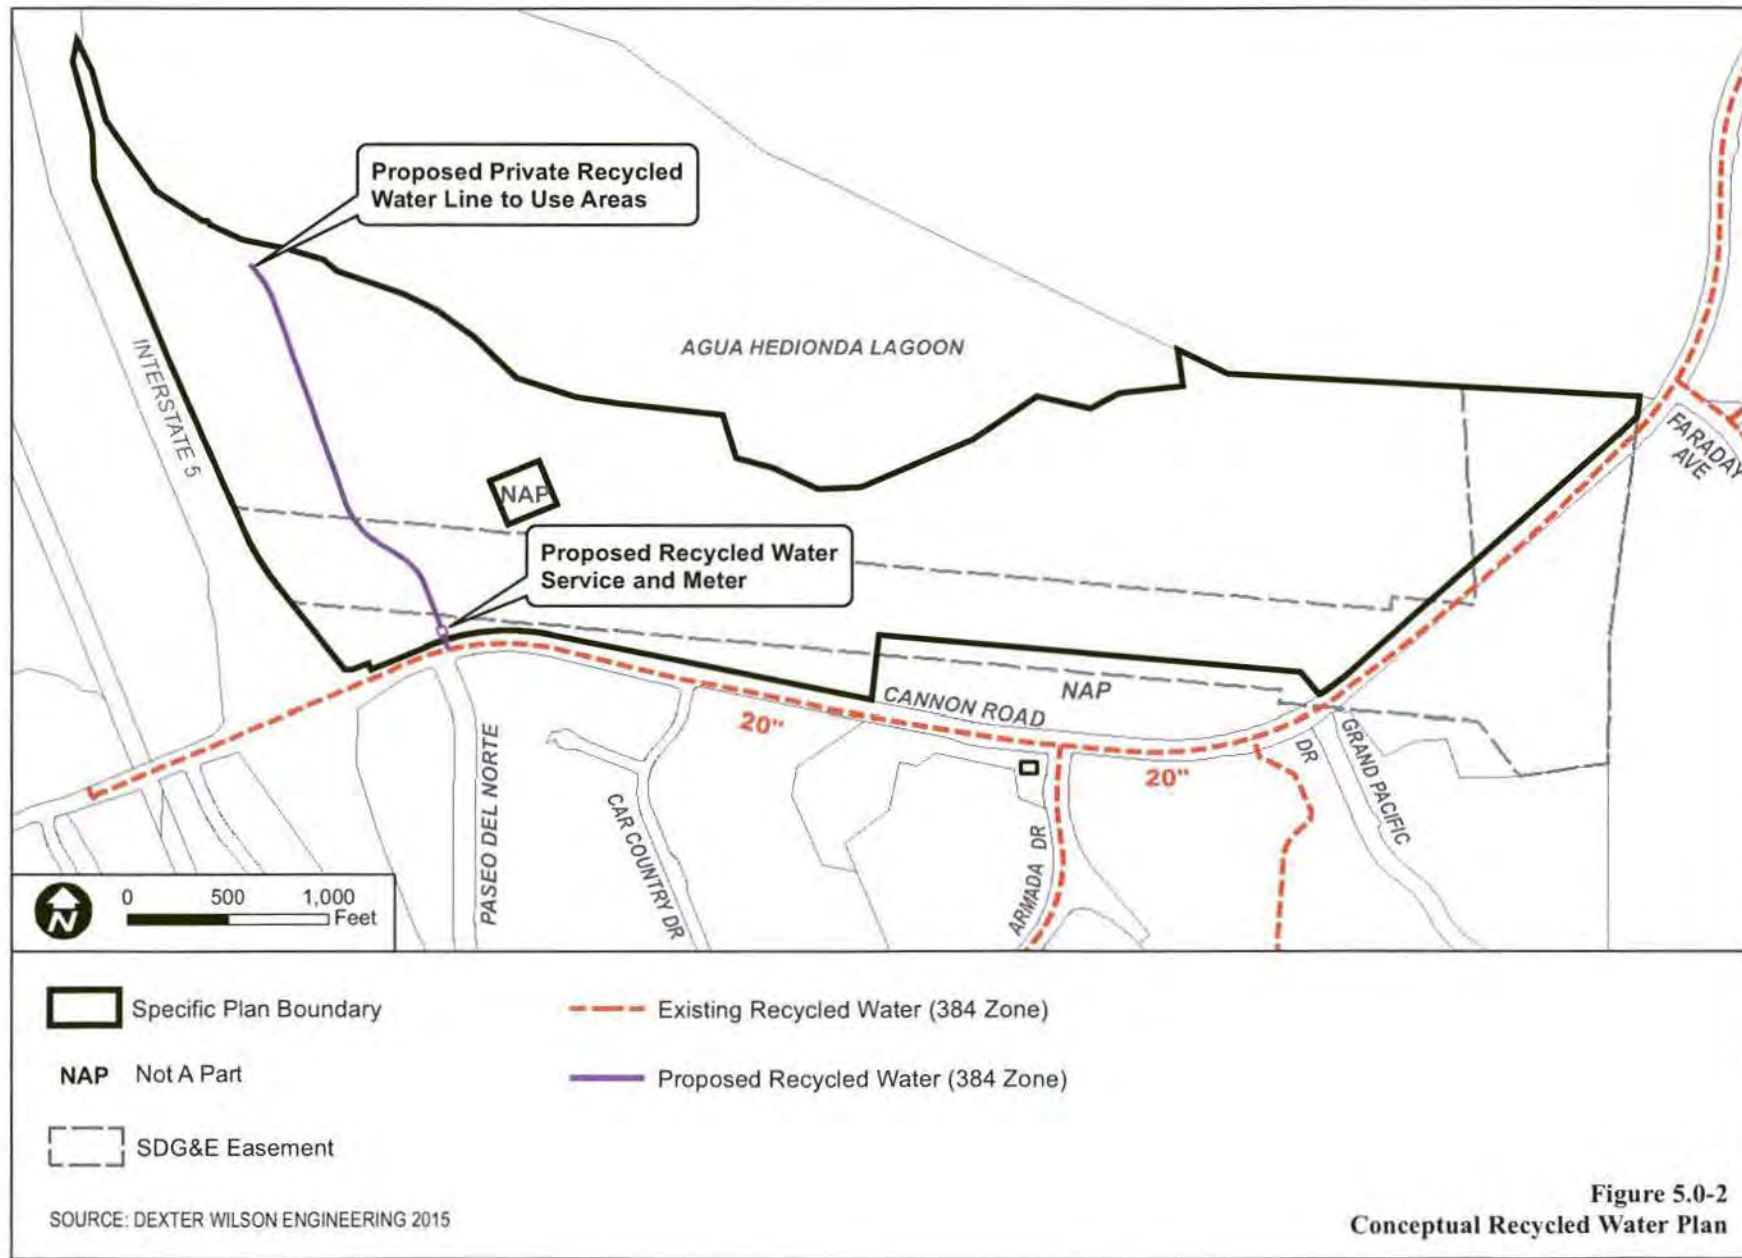 Proposed Private Recycled
Water Line to Use Areas
AGUA HEDIONDA LAGOON
INTERSTATE 5
FARADAY
AVE
NAP
Proposed Recycled Water
Service and Meter
NAP
CANNON ROAD
20"
20"
PASEO DEL NORTE
CAR COUNTRY DR
ARMADA DR
GRAND PACIFIC
DR
N
0 500 1,000
Feet
Specific Plan Boundary
Existing Recycled Water (384 Zone)
NAP Not A Part
Proposed Recycled Water (384 Zone)
SDG&E Easement
SOURCE: DEXTER WILSON ENGINEERING 2015
Figure 5.0-2
Conceptual Recycled Water Plan